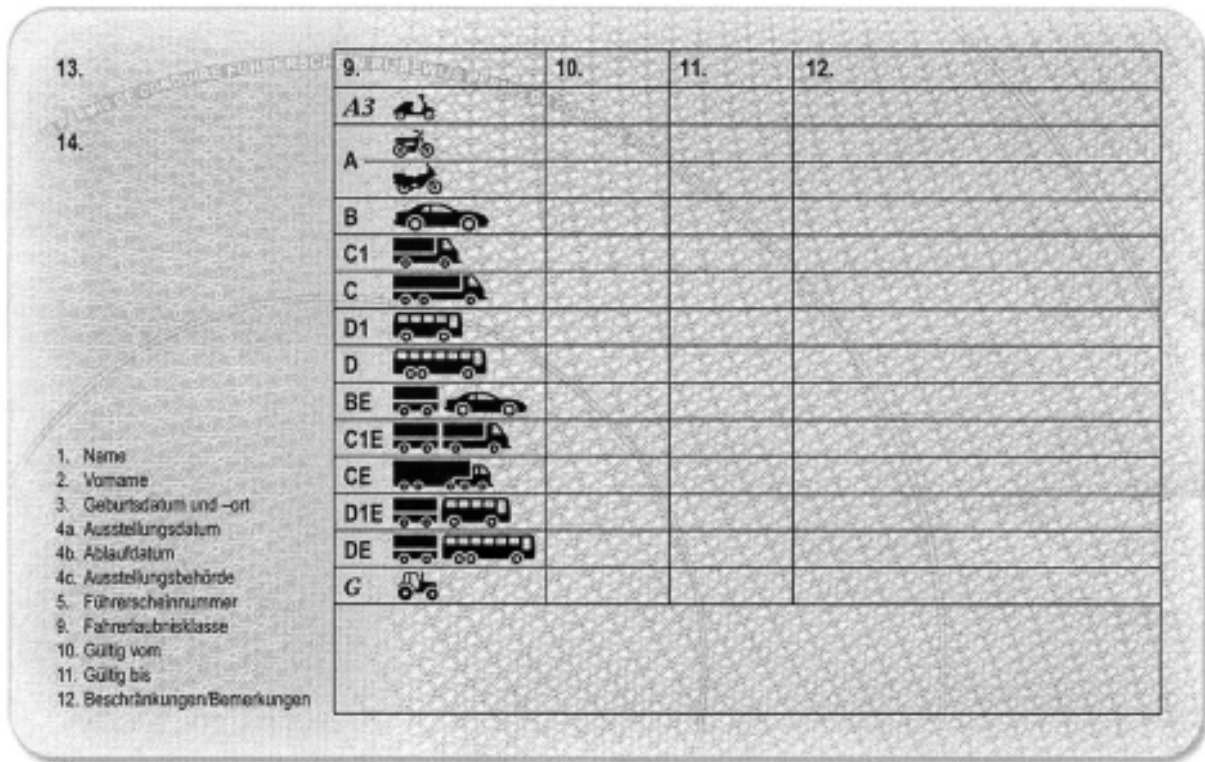 13.
14.
9. 10. 11. 12.
A3
A
B
C1
C
D1
D
BE
C1E
CE
D1E
DE
G
1. Name
2. Vorname
3. Geburtsdatum und –ort
4a. Ausstellungsdatum
4b. Ablaufdatum
4c. Ausstellungsbehörde
5. Führerscheinnummer
9. Fahrerlaubnisklasse
10. Gültig vom
11. Gültig bis
12. Beschränkungen/Bemerkungen